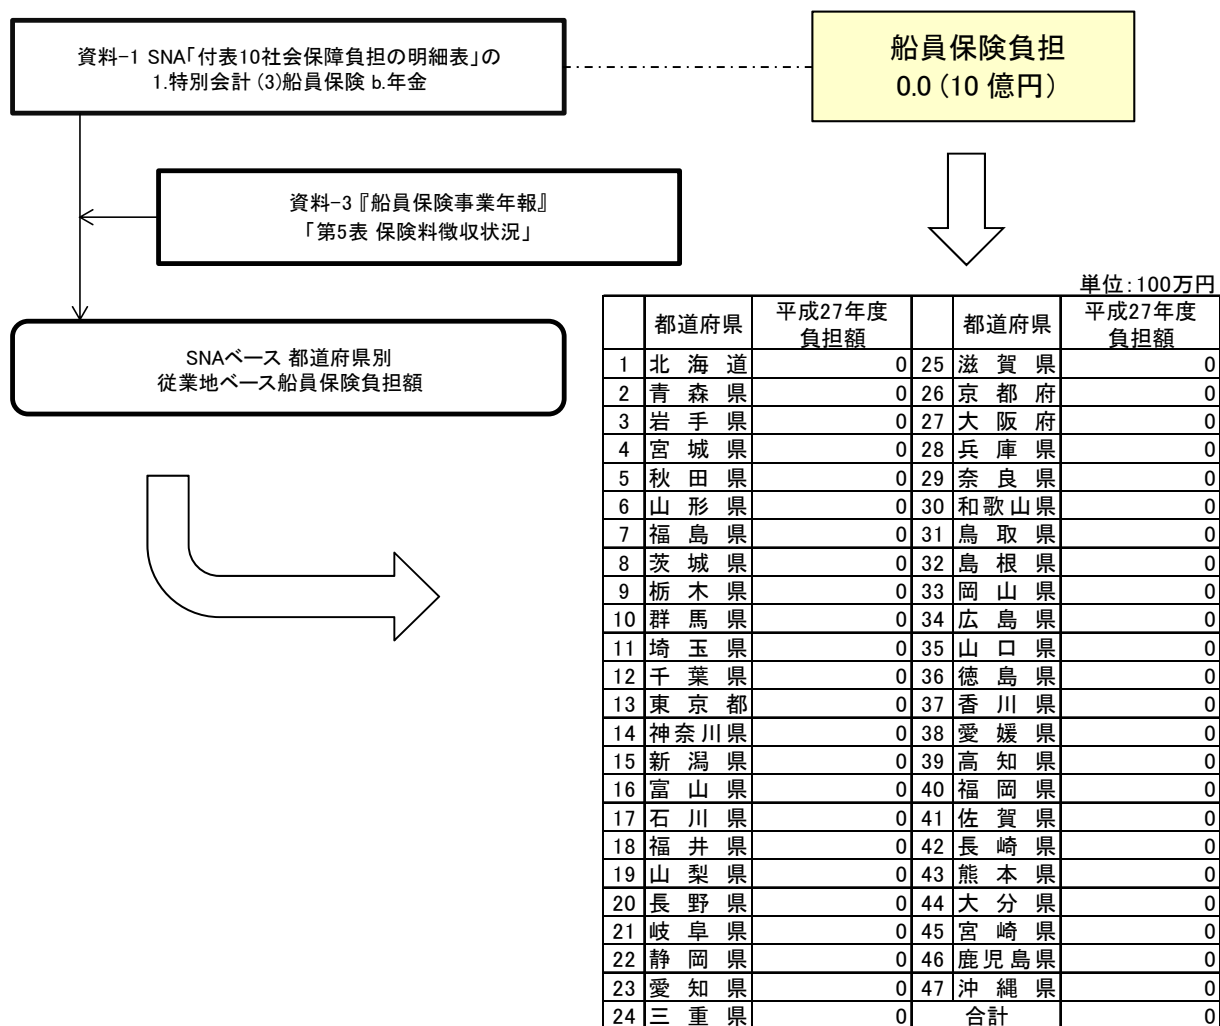 資料-1 SNA「付表10社会保障負担の明細表」の
1.特別会計 (3)船員保険 b.年金
船員保険負担
0.0 (10 億円)
資料-3 『船員保険事業年報』
「第5表 保険料徴収状況」
SNAベース 都道府県別
従業地ベース船員保険負担額
単位:100万円
都道府県 平成27年度 負担額 都道府県 平成27年度 負担額
1 北海道 0 25 滋賀県 0
2 青森県 0 26 京都府 0
3 岩手県 0 27 大阪府 0
4 宮城県 0 28 兵庫県 0
5 秋田県 0 29 奈良県 0
6 山形県 0 30 和歌山県 0
7 福島県 0 31 鳥取県 0
8 茨城県 0 32 島根県 0
9 栃木県 0 33 岡山県 0
10 群馬県 0 34 広島県 0
11 埼玉県 0 35 山口県 0
12 千葉県 0 36 徳島県 0
13 東京都 0 37 香川県 0
14 神奈川県 0 38 愛媛県 0
15 新潟県 0 39 高知県 0
16 富山県 0 40 福岡県 0
17 石川県 0 41 佐賀県 0
18 福井県 0 42 長崎県 0
19 山梨県 0 43 熊本県 0
20 長野県 0 44 大分県 0
21 岐阜県 0 45 宮崎県 0
22 静岡県 0 46 鹿児島県 0
23 愛知県 0 47 沖縄県 0
24 三重県 0 合計 0